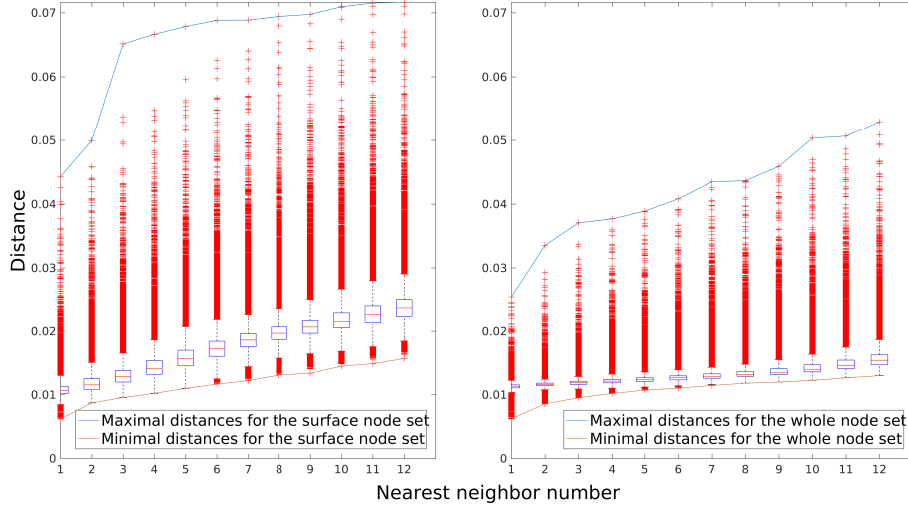 0.07
0.06
0.05
0.04
0.03
0.02
0.01
0
Distance
1 2 3 4 5 6 7 8 9 10 11 12
Maximal distances for the surface node set
Minimal distances for the surface node set
0.07
0.06
0.05
0.04
0.03
0.02
0.01
0
1 2 3 4 5 6 7 8 9 10 11 12
Maximal distances for the whole node set
Minimal distances for the whole node set
Nearest neighbor number